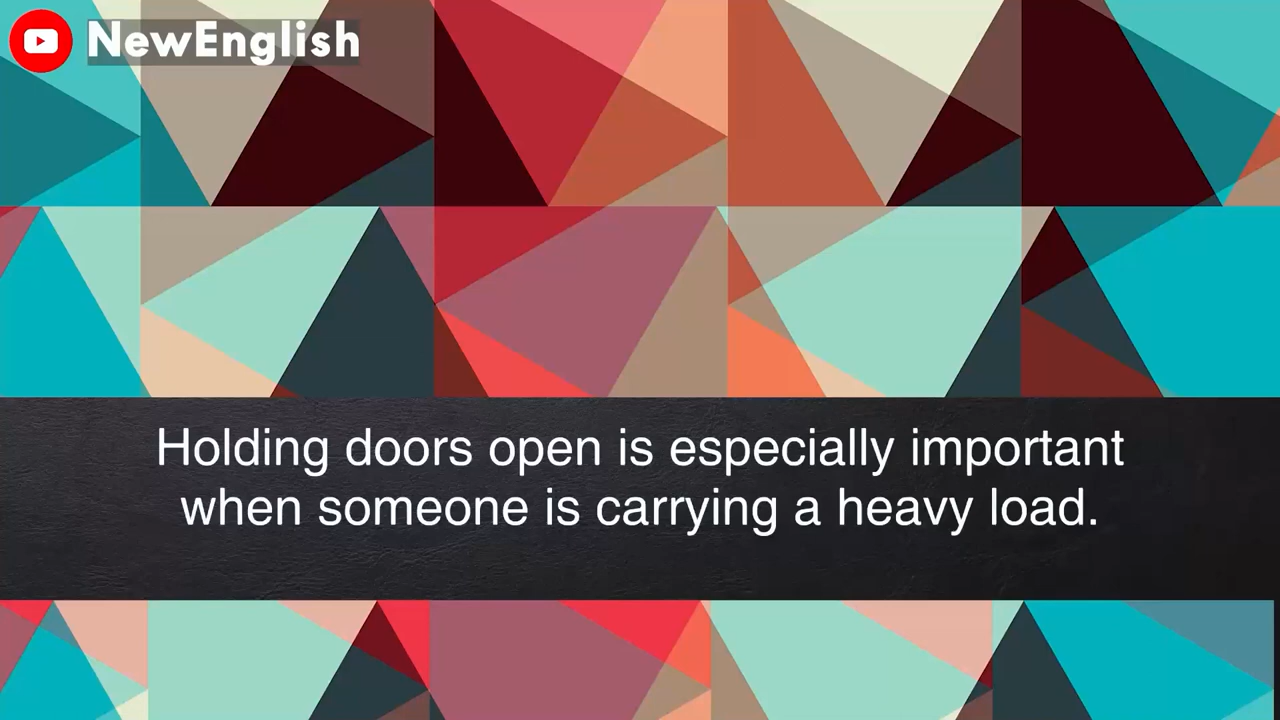 NewEnglish
Holding doors open is especially important
when someone is carrying a heavy load.